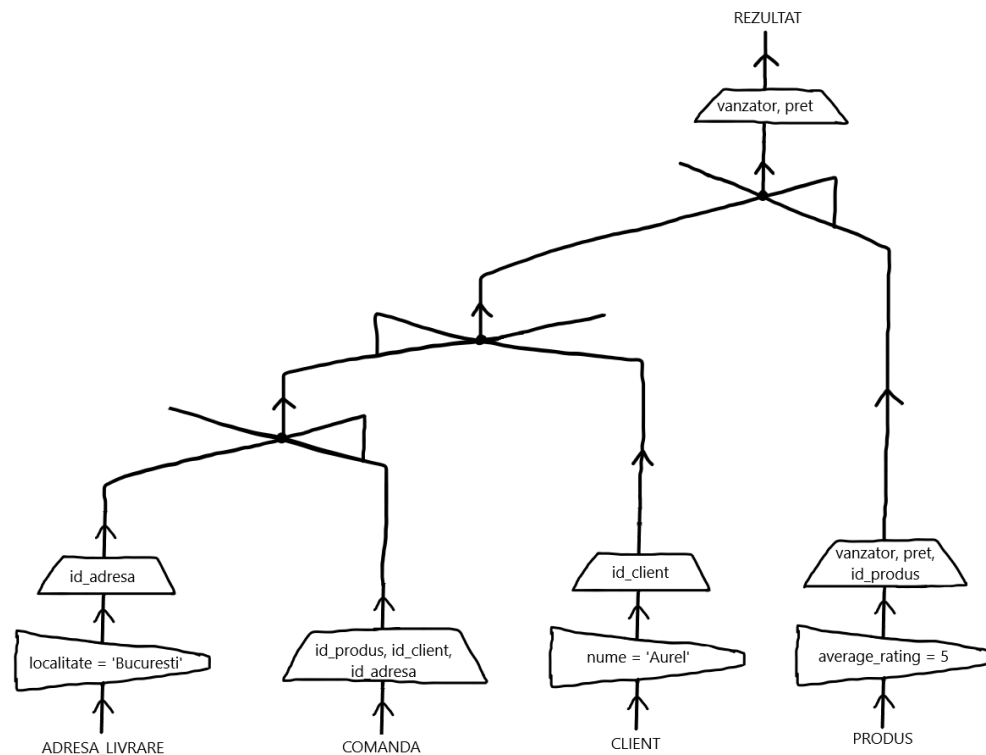 REZULTAT
vanzator, pret
id_adresa
id_produs, id_client,
id_adresa
id_client
vanzator, pret,
id_produs
localitate = 'Bucuresti'
nume = 'Aurel'
average_rating = 5
ADRESA_LIVRARE
COMANDA
CLIENT
PRODUS